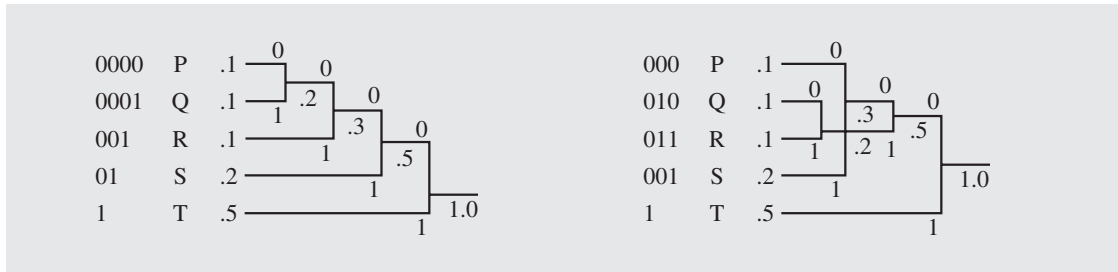 0000 P .1 0
0001 Q .1 1 .2 0
001 R .1 1 .3 0
01 S .2 1 .5 0
1 T .5 1 1.0
000 P .1 0
010 Q .1 0 .3 0
011 R .1 1 .2 1 .5 0
001 S .2 1 1.0
1 T .5 1